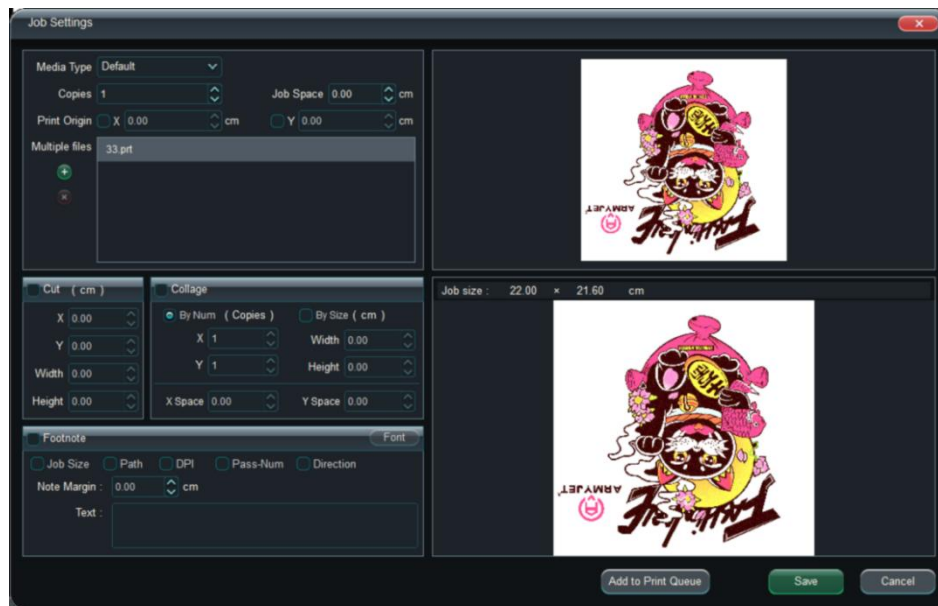 Job Settings
Media Type Default
Copies 1 Job Space 0.00 cm
Print Origin X 0.00 cm Y 0.00 cm
Multiple files 33.prt
Cut ( cm )
X 0.00
Y 0.00
Width 0.00
Height 0.00
Collage
By Num ( Copies ) By Size ( cm )
X 1 Width 0.00
Y 1 Height 0.00
X Space 0.00 Y Space 0.00
Footnote Font
Job Size Path DPI Pass-Num Direction
Note Margin : 0.00 cm
Text :
ARMYJET
Job size : 22.00 × 21.60 cm
ARMYJET
Add to Print Queue Save Cancel